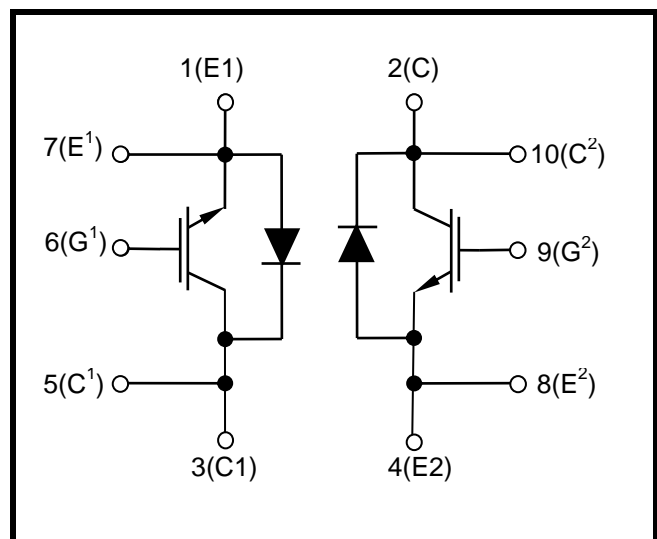 1(E1)
2(C)
7(E¹)
10(C²)
6(G¹)
9(G²)
5(C¹)
8(E²)
3(C1)
4(E2)